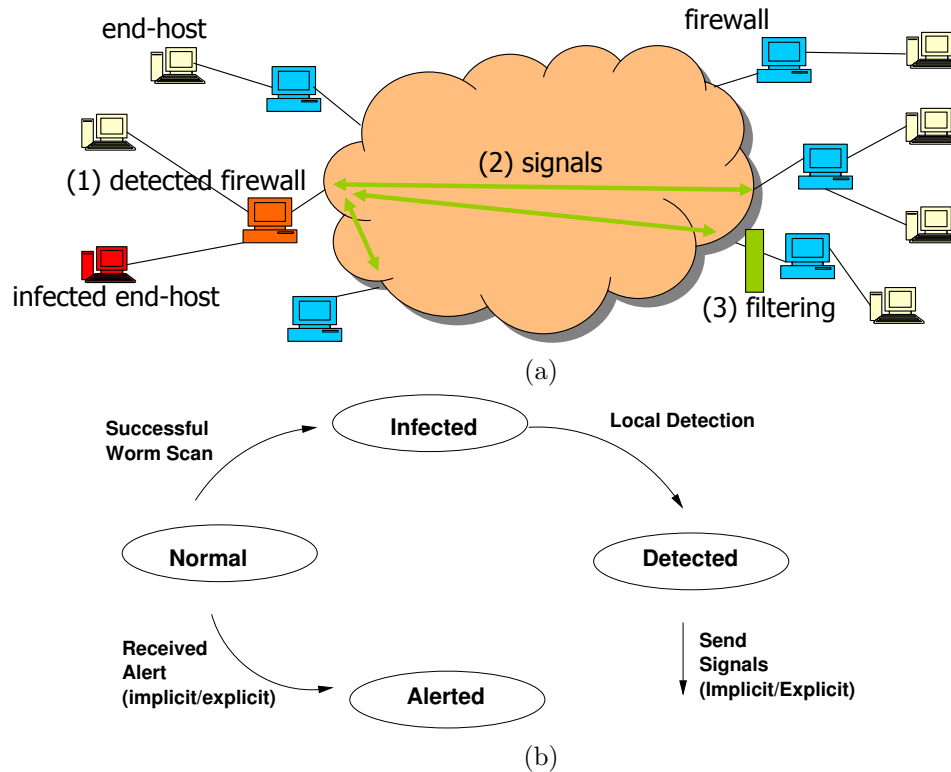 end-host
firewall
(1) detected firewall
(2) signals
infected end-host
(3) filtering
(a)
Successful
Worm Scan
Infected
Local Detection
Normal
Detected
Received
Alert
(implicit/explicit)
Alerted
Send
Signals
(Implicit/Explicit)
(b)